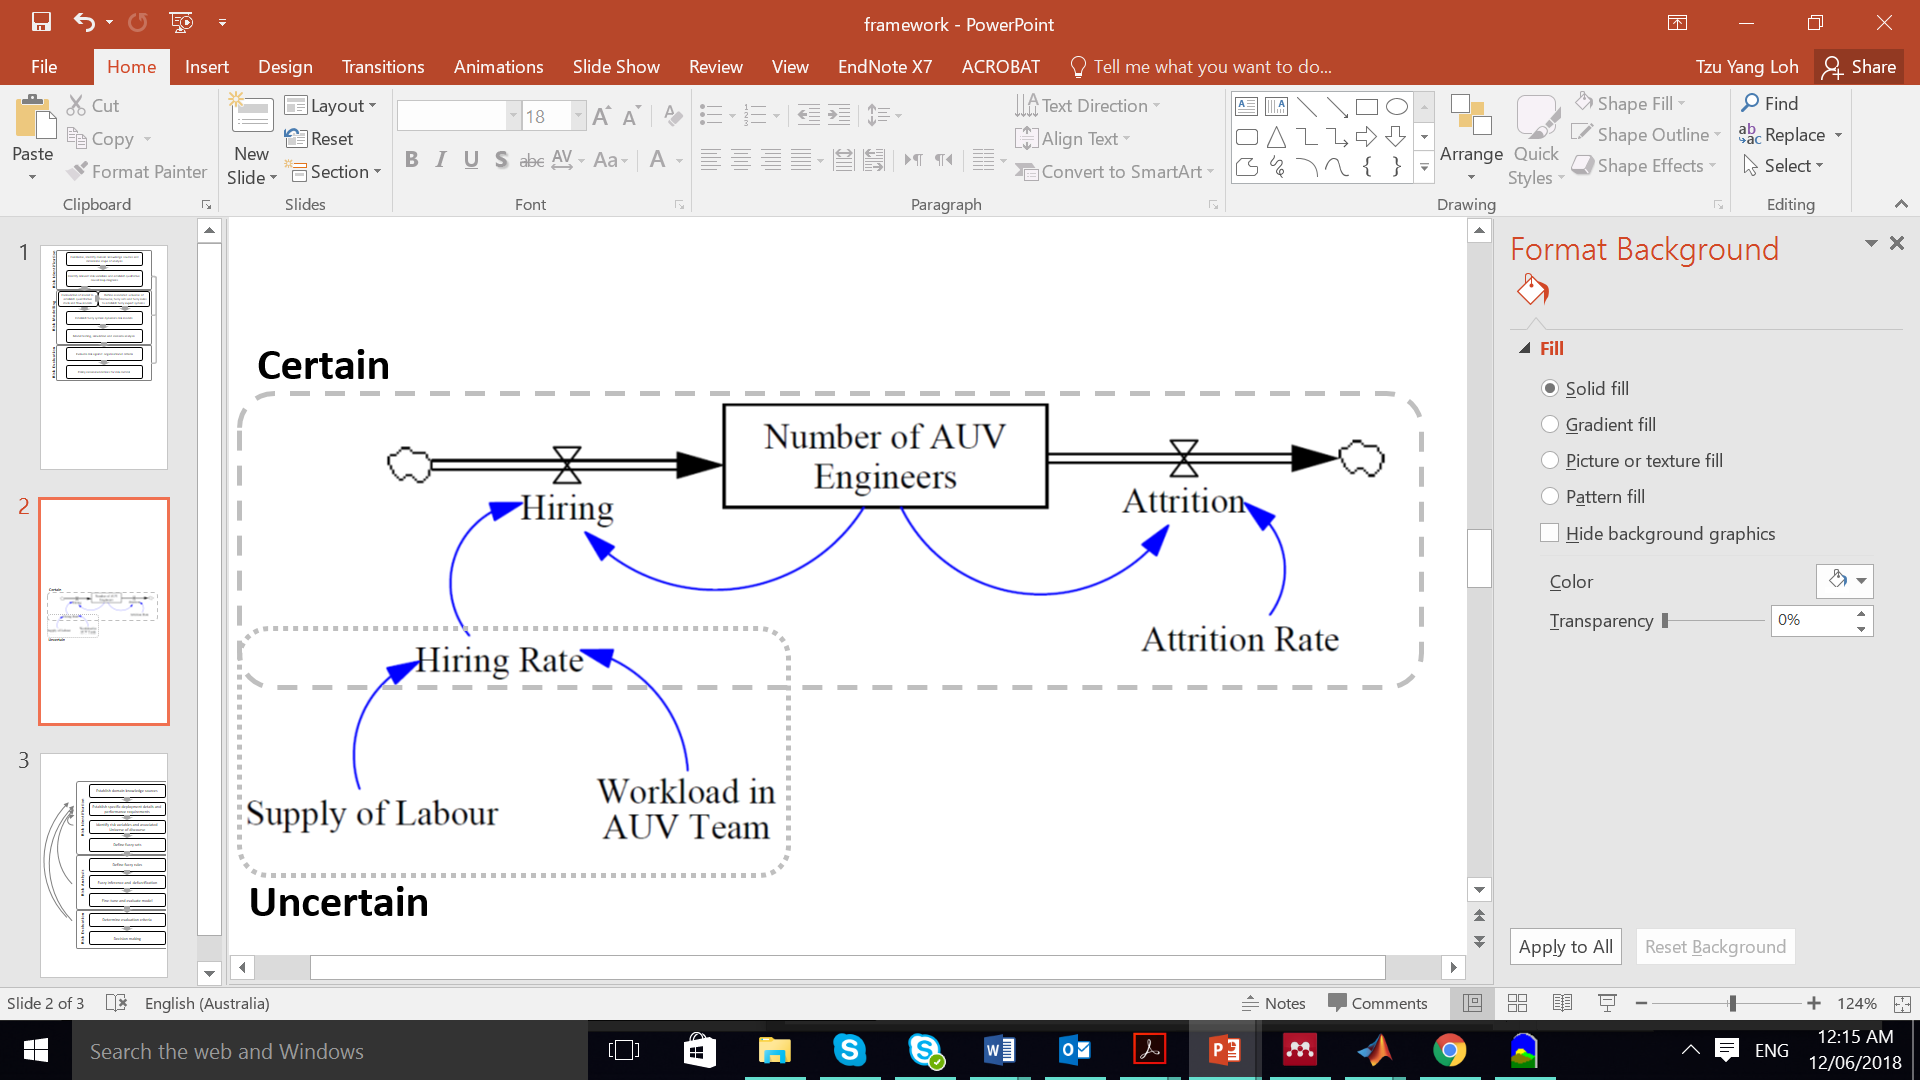 framework - PowerPoint
File Home Insert Design Transitions Animations Slide Show Review View EndNote X7 ACROBAT Tell me what you want to do... Tzu Yang Loh Share
Paste
Cut
Copy
Format Painter
Clipboard
New
Slide
Layout
Reset
Section
Slides
18
B I U S abc AV Aa A
Font
Text Direction
Align Text
Convert to SmartArt
Paragraph
Arrange
Quick
Styles
Shape Fill
Shape Outline
Shape Effects
Drawing
Find
Replace
Select
Editing
1
2
3
Certain
Number of AUV
Engineers
Hiring
Attrition
Hiring Rate
Attrition Rate
Supply of Labour
Workload in
AUV Team
Uncertain
Format Background
Fill
Solid fill
Gradient fill
Picture or texture fill
Pattern fill
Hide background graphics
Color
Transparency 0%
Apply to All Reset Background
Slide 2 of 3 English (Australia) Notes Comments 124%
Search the web and Windows
ENG
12:15 AM
12/06/2018